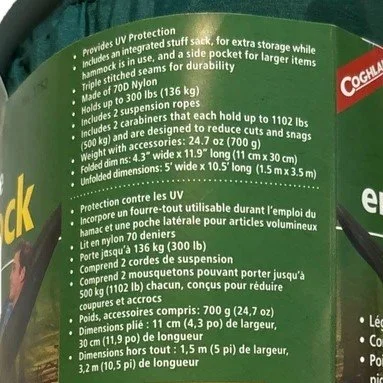 • Provides UV Protection
• Includes an integrated stuff sack, for extra storage while
hammock is in use, and a side pocket for larger items
• Triple stitched seams for durability
• Made of 70D Nylon
• Holds up to 300 lbs (136 kg)
• Includes 2 suspension ropes
• Includes 2 carabiners that each hold up to 1102 lbs
(500 kg) and are designed to reduce cuts and snags
• Weight with accessories: 24.7 oz (700 g)
• Folded dim ns: 4.3” wide x 11.9” long (11 cm x 30 cm)
• Unfolded dimensions: 5’ wide x 10.5’ long (1.5 m x 3.5 m)
• Protection contre les UV
• Incorpore un fourre-tout utilisable durant l’emploi du
hamac et une poche latérale pour articles volumineux
• Lit en nylon 70 deniers
• Porte jusqu’à 136 kg (300 lb)
• Comprend 2 cordes de suspension
• Comprend 2 mousquetons pouvant porter jusqu’à
500 kg (1102 lb) chacun, conçus pour réduire
coupures et accrocs
• Poids, accessoires compris: 700 g (24,7 oz)
• Dimensions plié : 11 cm (4,3 po) de largeur,
30 cm (11,9 po) de longueur
• Dimensions hors tout : 1,5 m (5 pi) de largeur,
3,2 m (10,5 pi) de longueur
ck
COGHLA
e
• Lé
• Co
• Po